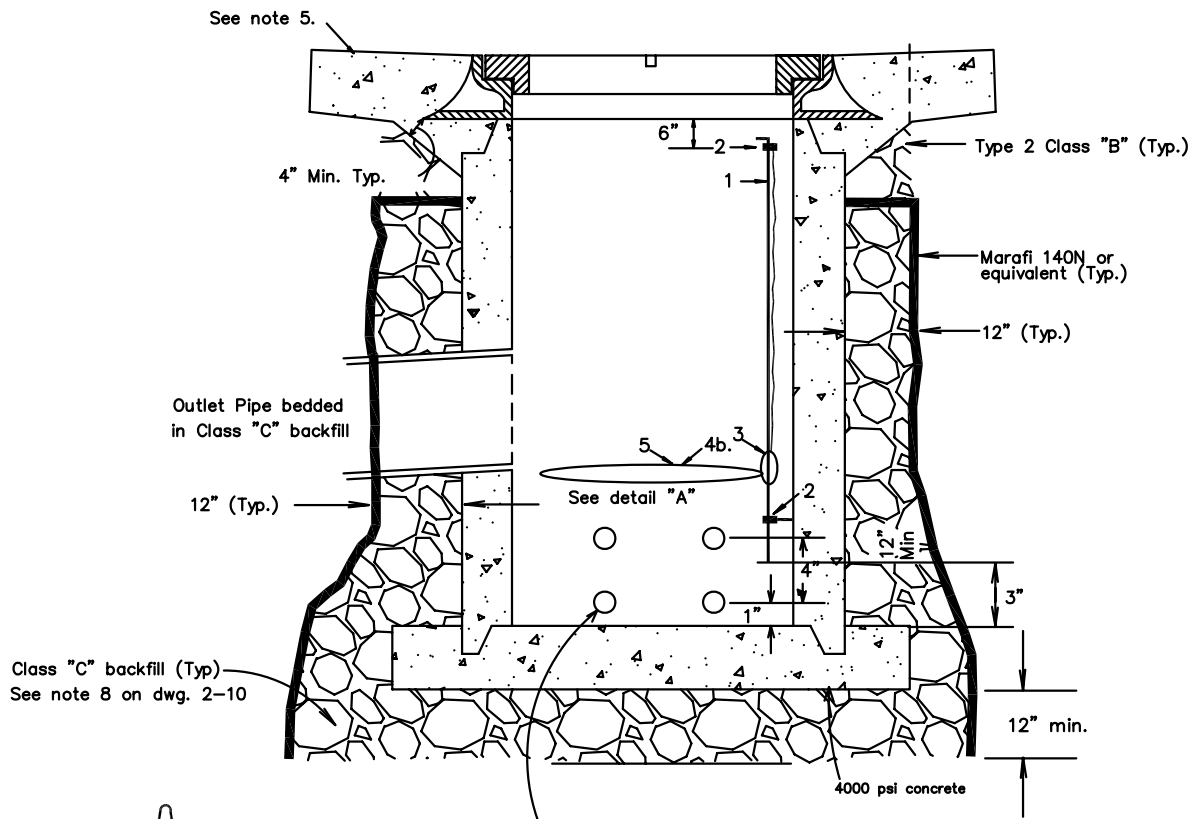 See note 5.
6”
2
Type 2 Class ”B” (Typ.)
4” Min. Typ.
1
Marafi 140N or
equivalent (Typ.)
12” (Typ.)
Outlet Pipe bedded
in Class ”C” backfill
5
4b.
3
See detail ”A”
2
12” (Typ.)
12”
Min
4”
3”
1”
Class ”C” backfill (Typ)
See note 8 on dwg. 2–10
12” min.
4000 psi concrete